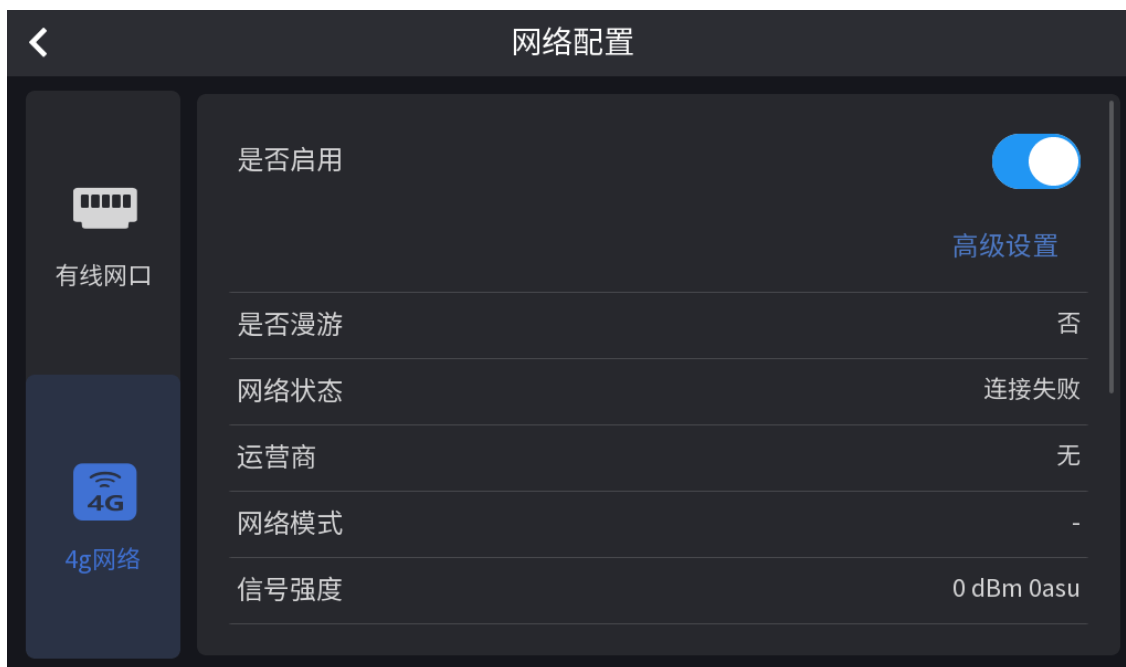 网络配置
有线网口
4G
4g网络
是否启用
高级设置
是否漫游 否
网络状态 连接失败
运营商 无
网络模式 -
信号强度 0 dBm 0asu